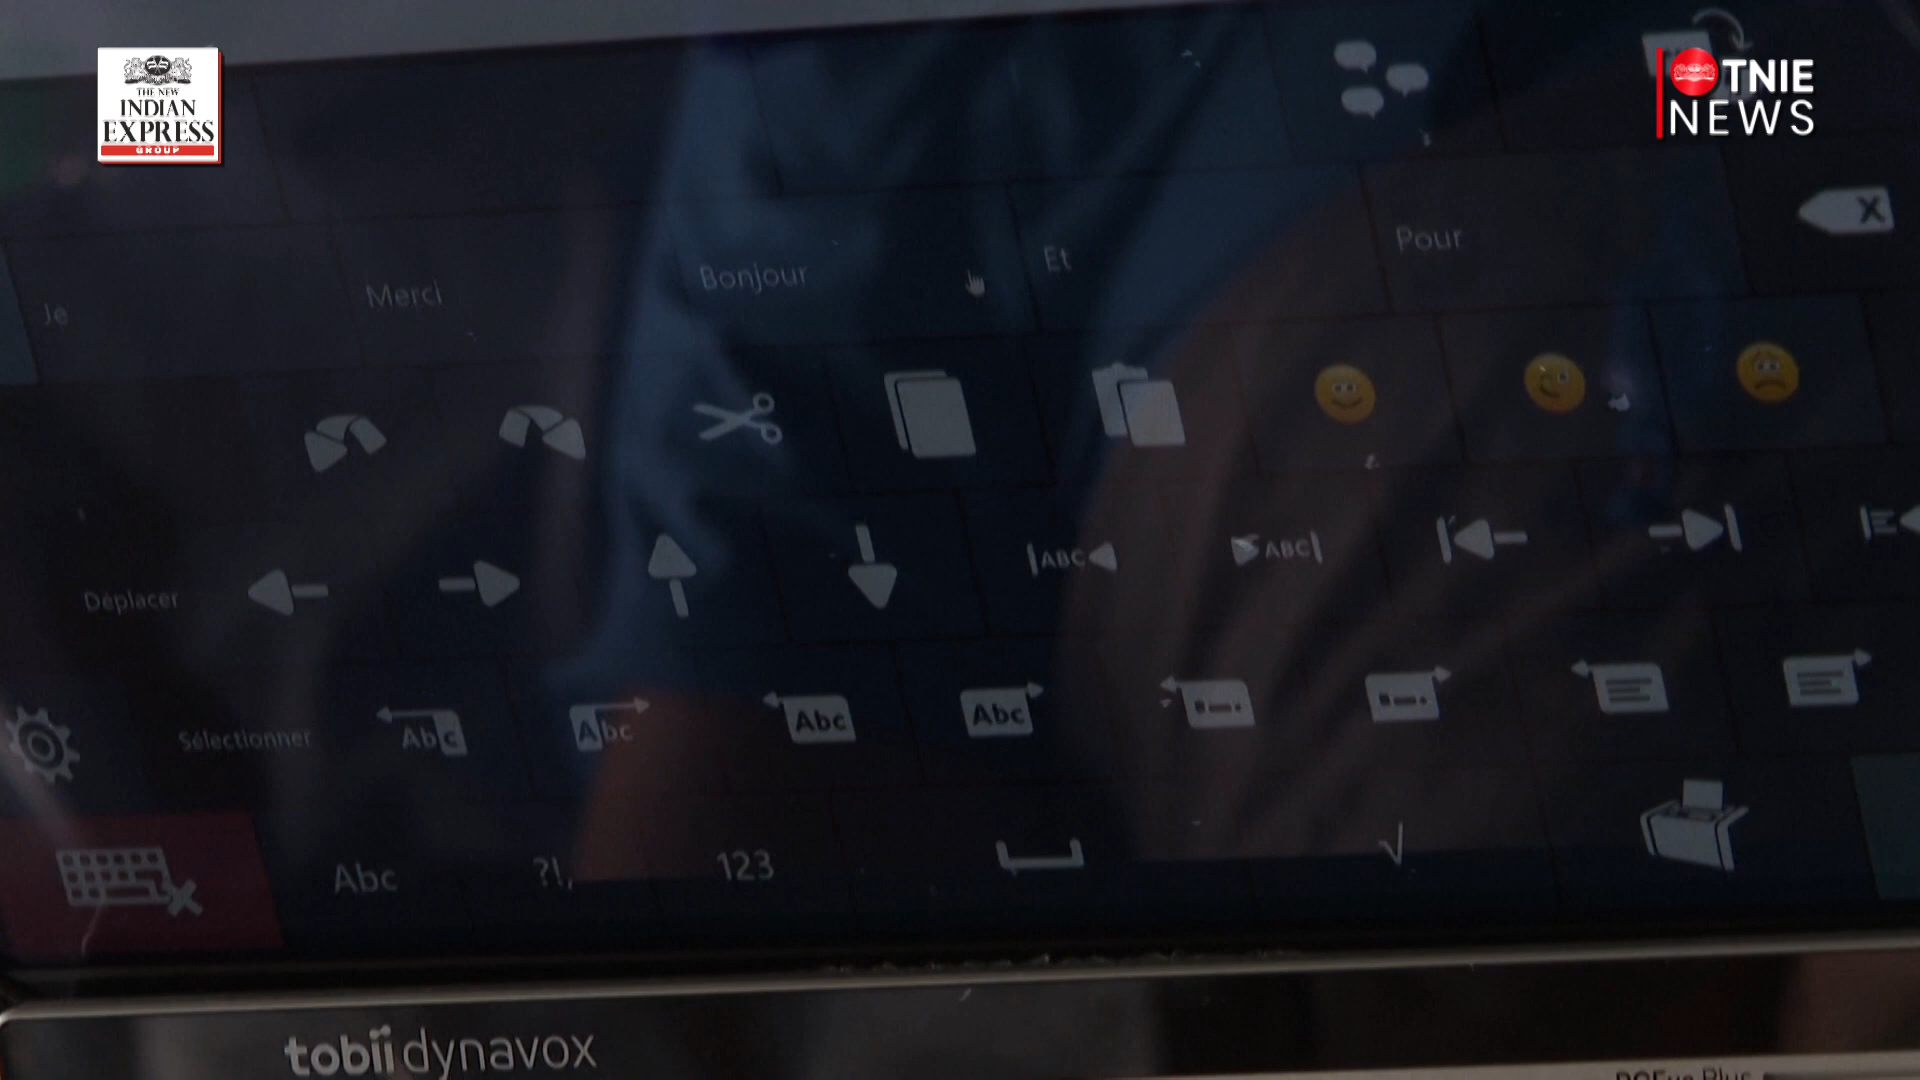 THE NEW
INDIAN
EXPRESS
GROUP
TNIE
NEWS
Je
Merci
Bonjour
Et
Pour
X
ABC
ABC
Déplacer
Sélectionner
Abc
Abc
Abc
Abc
Abc
?!,
123
√
tobii dynavox